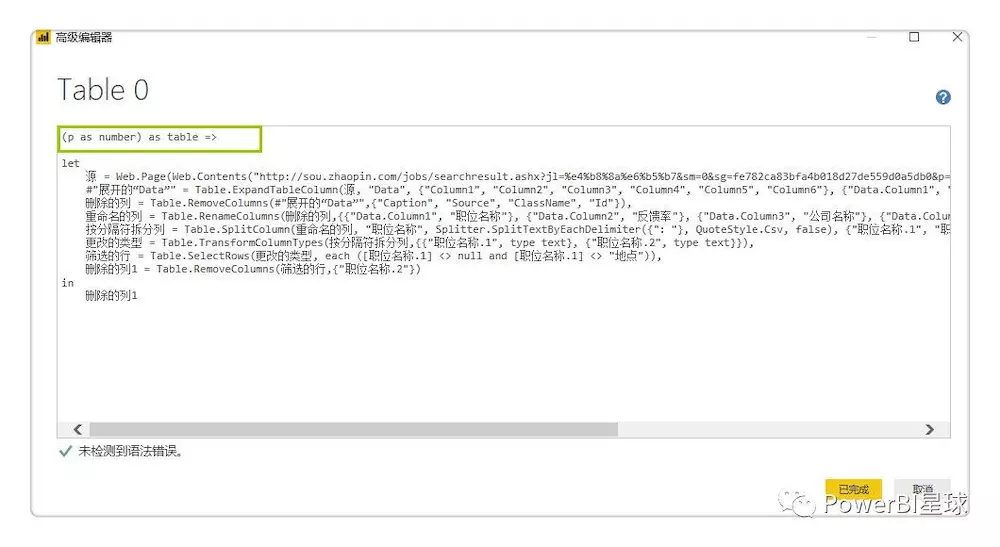 高级编辑器
Table 0
(p as number) as table =>
let
源 = Web.Page(Web.Contents("http://sou.zhaopin.com/jobs/searchresult.ashx?jl=%e4%b8%8a%e6%b5%b7&sm=0&sg=fe782ca83bfa4b018d27de559d0a5db0&p=
#"展开的“Data”" = Table.ExpandTableColumn(源, "Data", {"Column1", "Column2", "Column3", "Column4", "Column5", "Column6"}, {"Data.Column1", "
删除的列 = Table.RemoveColumns(#"展开的“Data”",{"Caption", "Source", "ClassName", "Id"}),
重命名的列 = Table.RenameColumns(删除的列,{{"Data.Column1", "职位名称"}, {"Data.Column2", "反馈率"}, {"Data.Column3", "公司名称"}, {"Data.Colum
按分隔符拆分列 = Table.SplitColumn(重命名的列, "职位名称", Splitter.SplitTextByEachDelimiter({": "}, QuoteStyle.Csv, false), {"职位名称.1", "职
更改的类型 = Table.TransformColumnTypes(按分隔符拆分列,{{"职位名称.1", type text}, {"职位名称.2", type text}}),
筛选的行 = Table.SelectRows(更改的类型, each ([职位名称.1] <> null and [职位名称.1] <> "地点")),
删除的列1 = Table.RemoveColumns(筛选的行,{"职位名称.2"})
in
删除的列1
未检测到语法错误。
已完成
取消
PowerBI星球